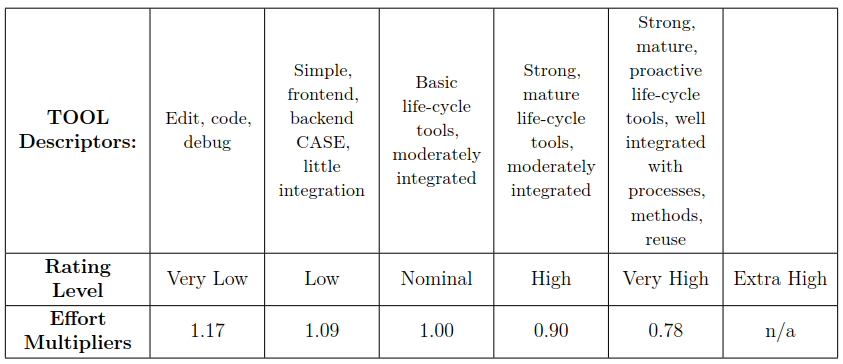 TOOL
Descriptors:
Edit, code,
debug
Simple,
frontend,
backend
CASE,
little
integration
Basic
life-cycle
tools,
moderately
integrated
Strong,
mature
life-cycle
tools,
moderately
integrated
Strong,
mature,
proactive
life-cycle
tools, well
integrated
with
processes,
methods,
reuse
Rating
Level
Very Low
Low
Nominal
High
Very High
Extra High
Effort
Multipliers
1.17
1.09
1.00
0.90
0.78
n/a